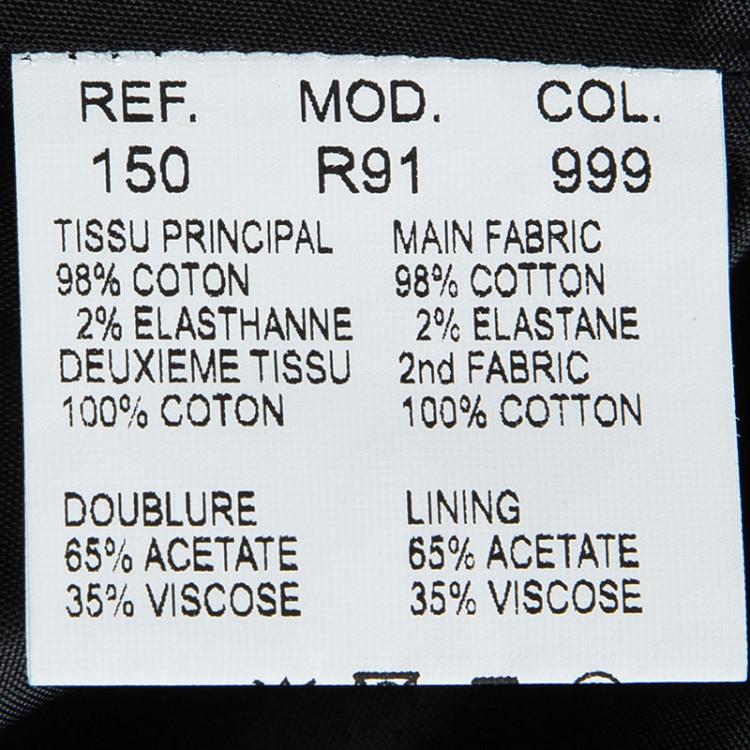 REF. MOD. COL.
150 R91 999
TISSU PRINCIPAL MAIN FABRIC
98% COTON 98% COTTON
2% ELASTHANNE 2% ELASTANE
DEUXIEME TISSU 2nd FABRIC
100% COTON 100% COTTON
DOUBLURE LINING
65% ACETATE 65% ACETATE
35% VISCOSE 35% VISCOSE